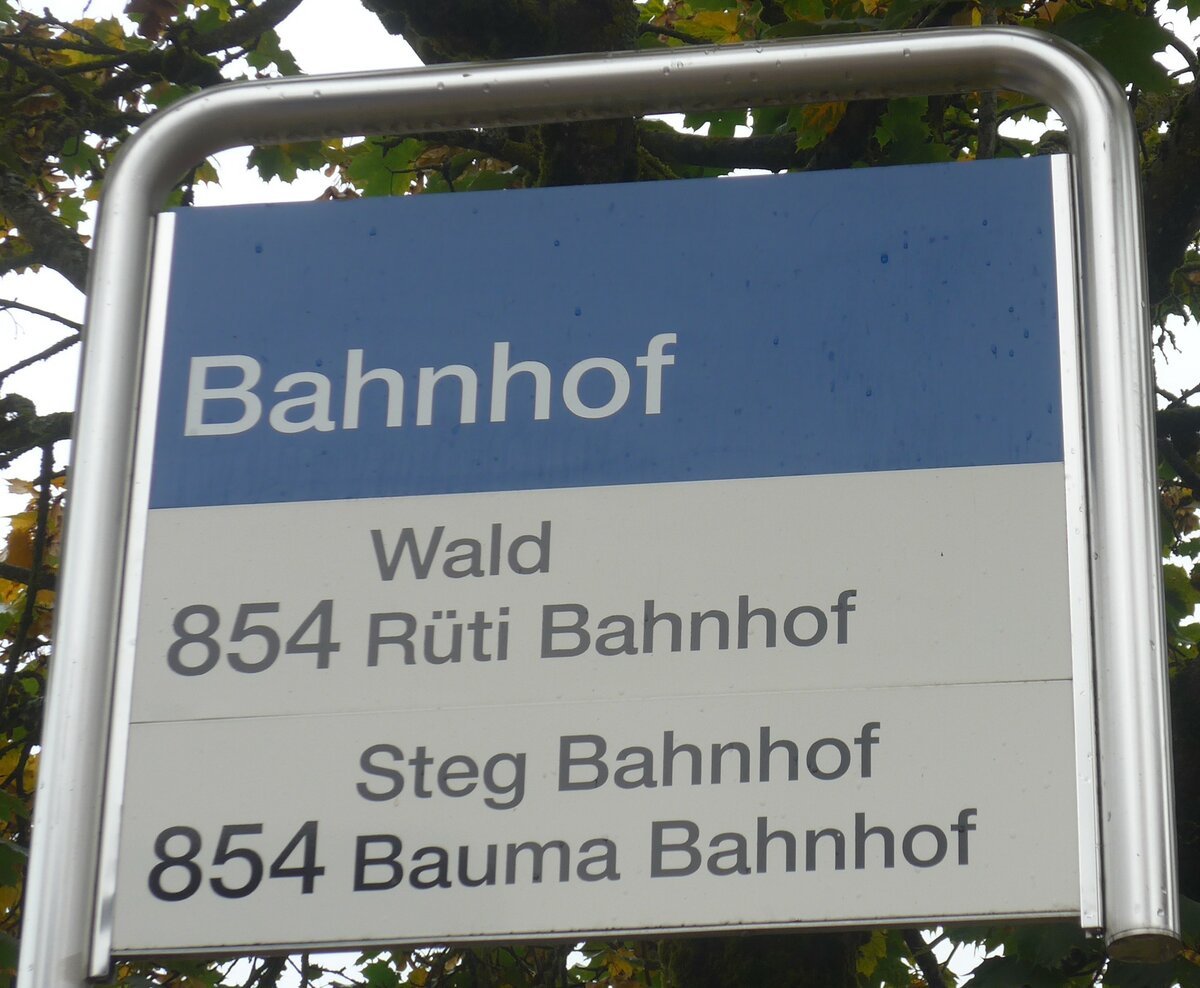 Bahnhof
Wald
854 Rüti Bahnhof
Steg Bahnhof
854 Bauma Bahnhof